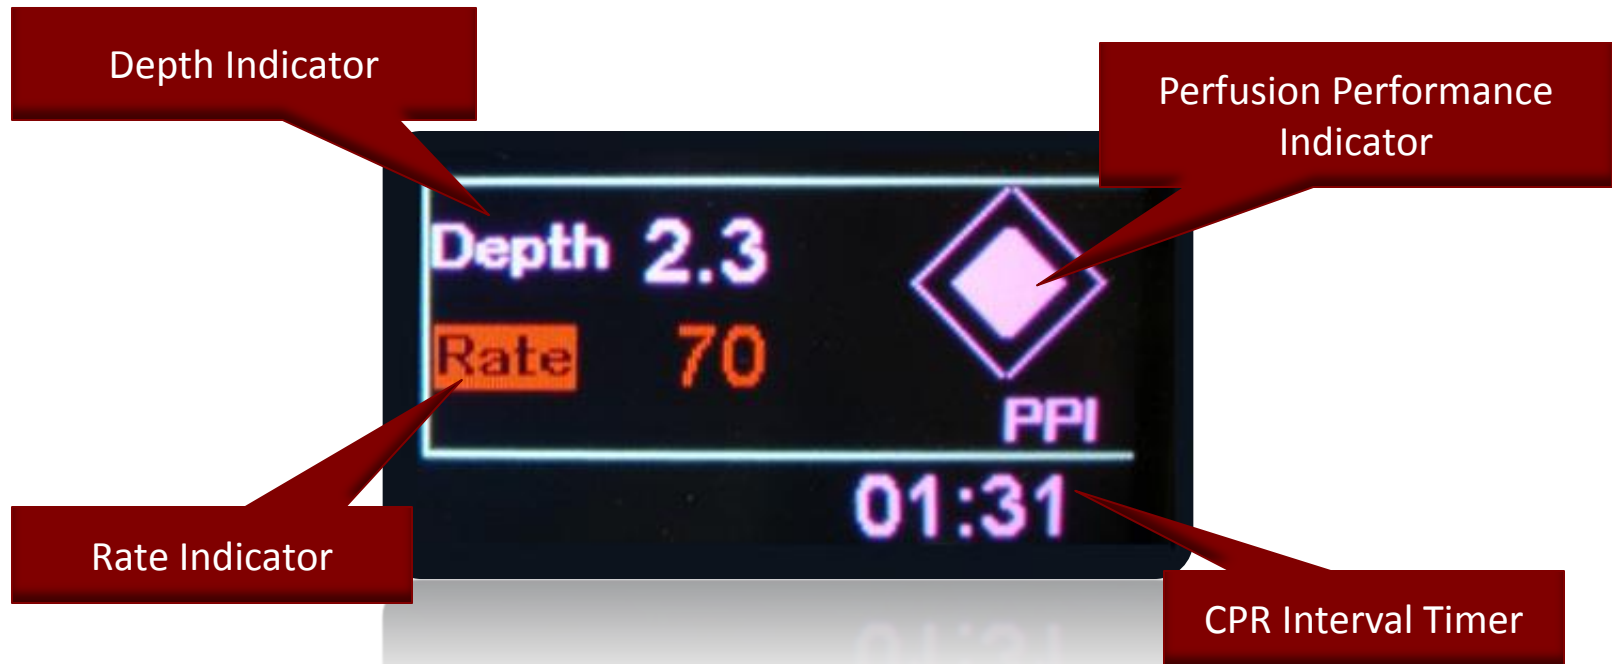 Depth Indicator
Perfusion Performance
Indicator
Depth 2.3
Rate 70
PPI
01:31
Rate Indicator
CPR Interval Timer